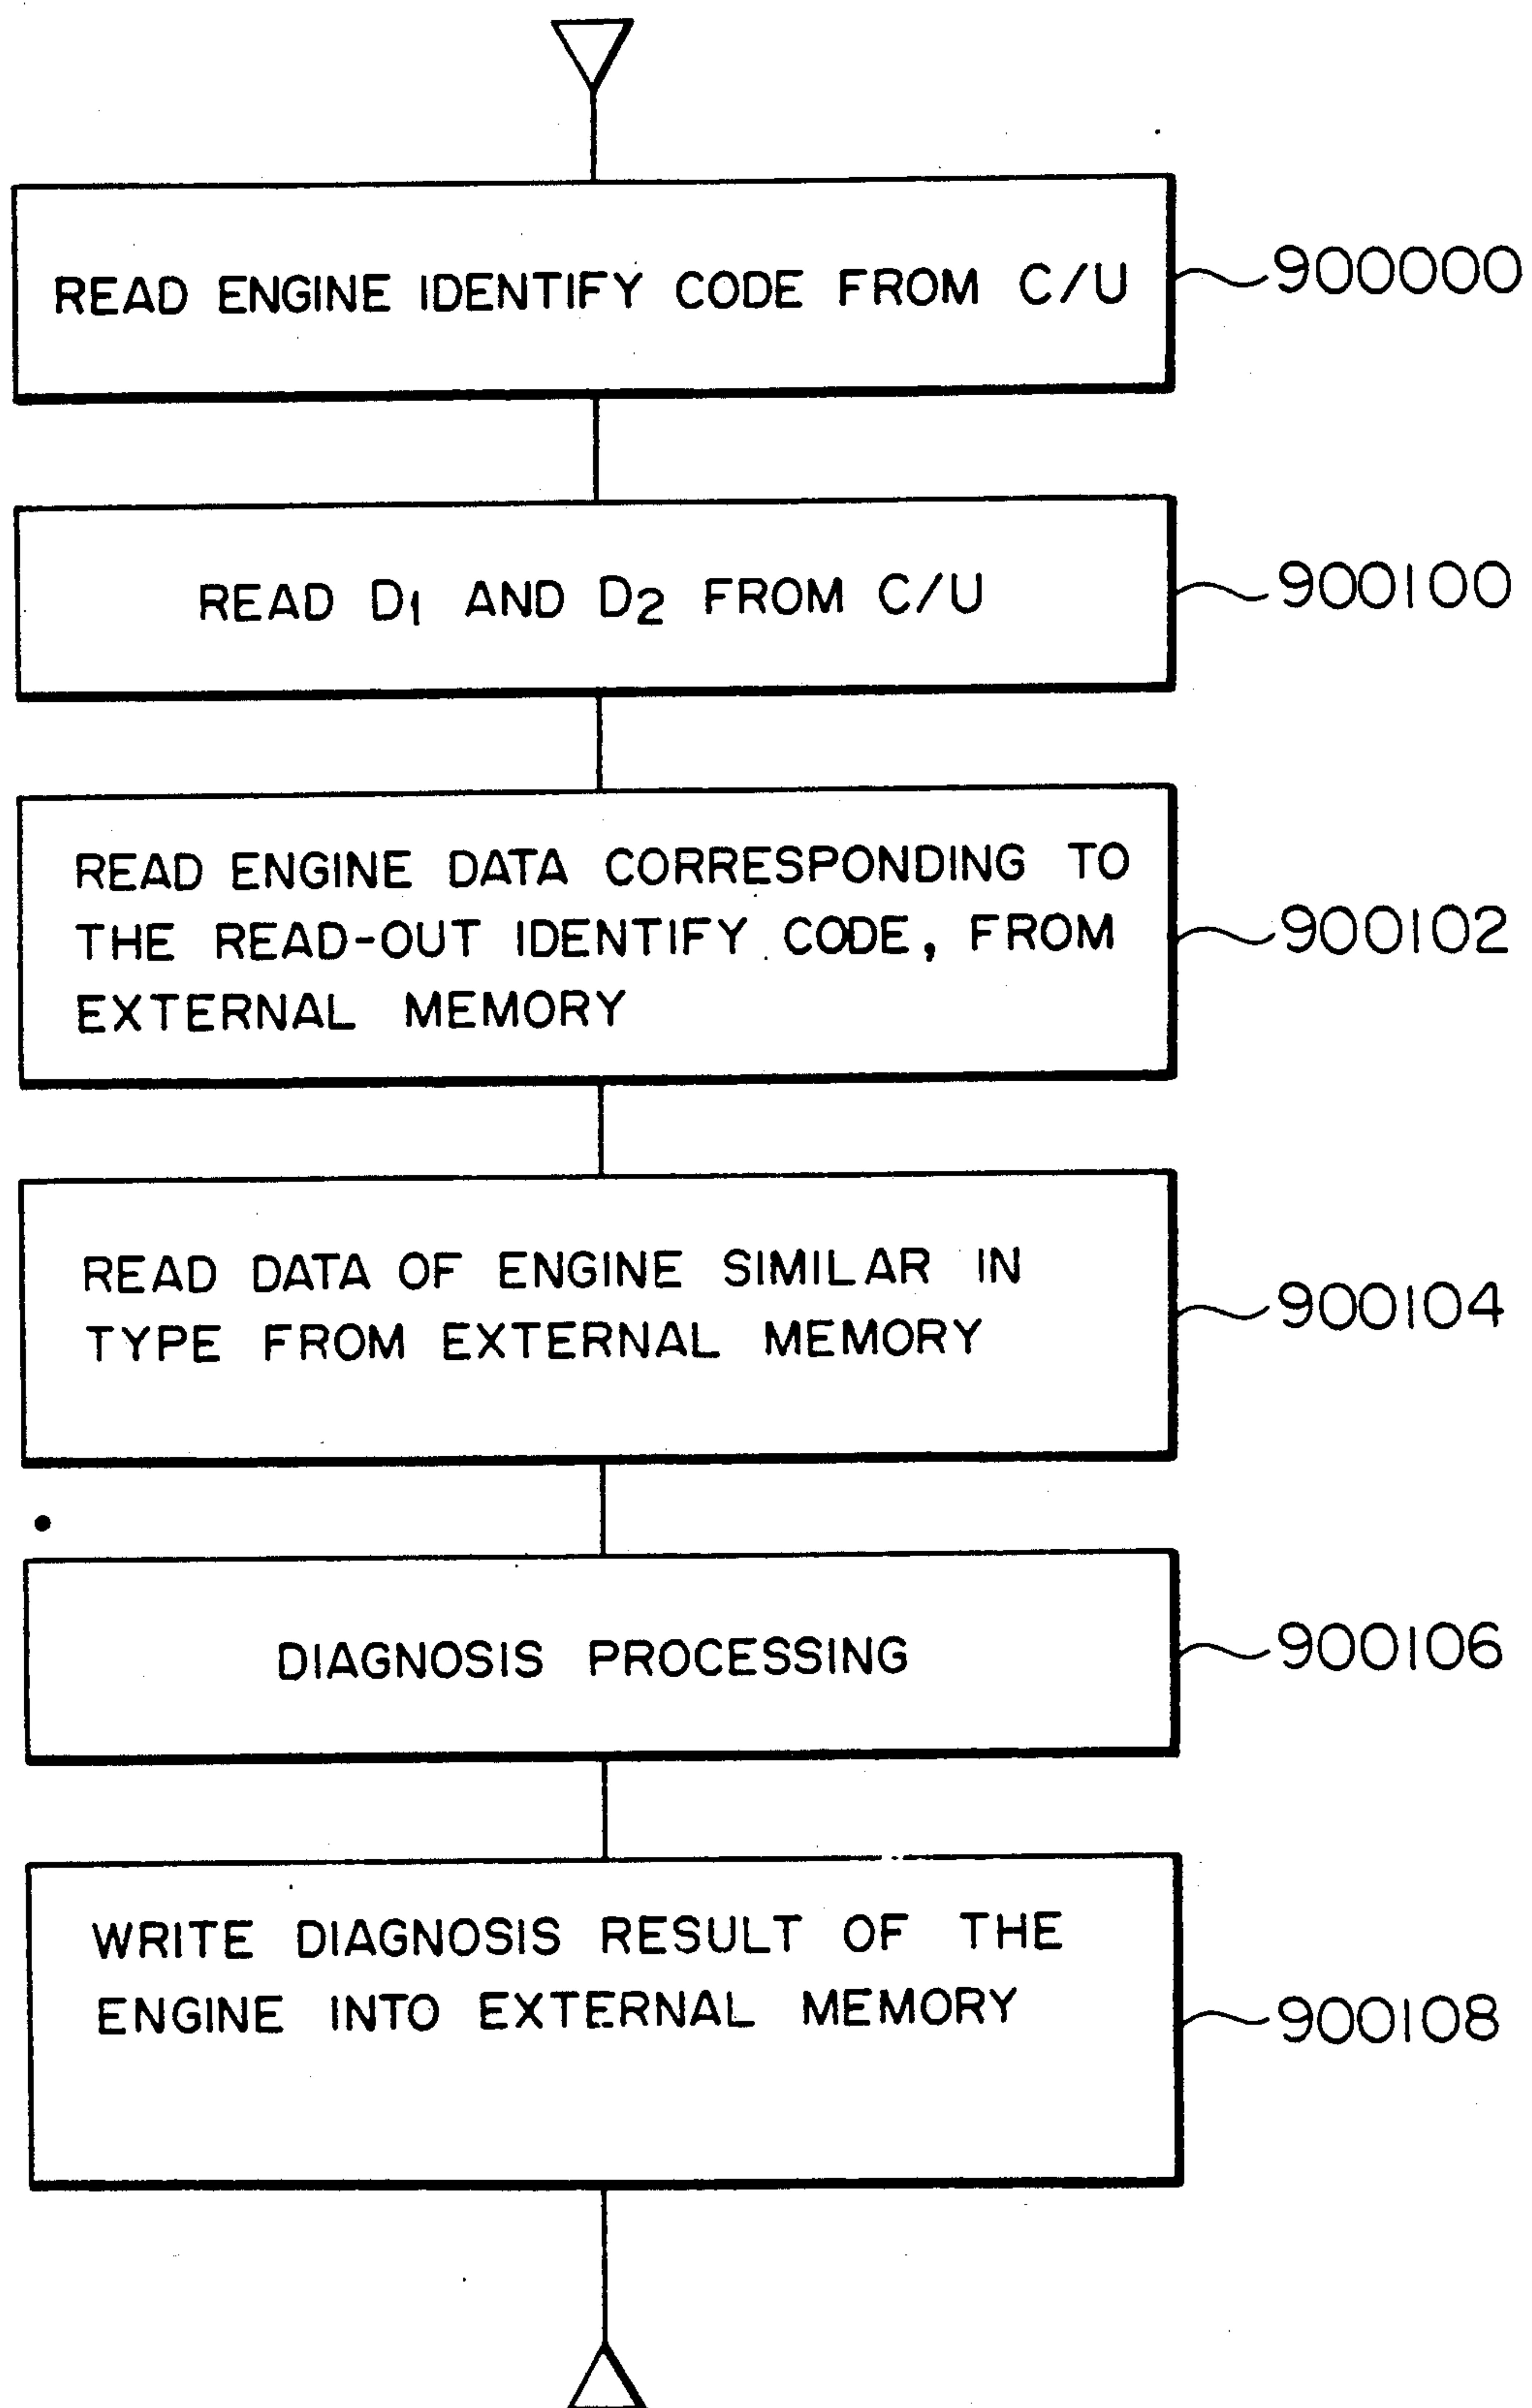 READ ENGINE IDENTIFY CODE FROM C/U
900000
READ D1 AND D2 FROM C/U
900100
READ ENGINE DATA CORRESPONDING TO
THE READ-OUT IDENTIFY CODE, FROM
EXTERNAL MEMORY
900102
READ DATA OF ENGINE SIMILAR IN
TYPE FROM EXTERNAL MEMORY
900104
DIAGNOSIS PROCESSING
900106
WRITE DIAGNOSIS RESULT OF THE
ENGINE INTO EXTERNAL MEMORY
900108